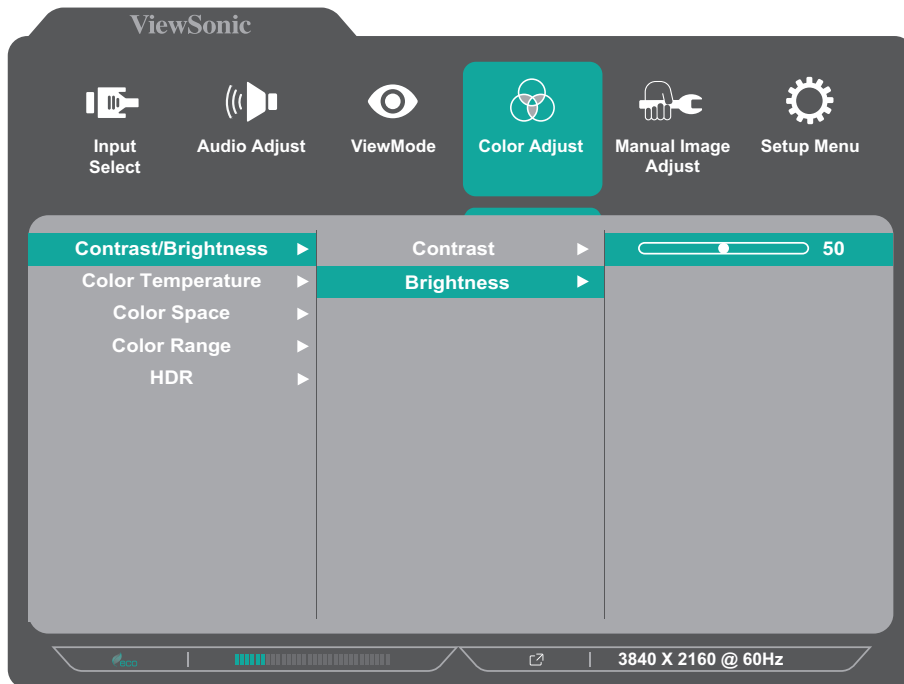 ViewSonic
Input
Select
Audio Adjust
ViewMode
Color Adjust
Manual Image
Adjust
Setup Menu
Contrast/Brightness
Color Temperature
Color Space
Color Range
HDR
Contrast
Brightness
50
eco
3840 X 2160 @ 60Hz